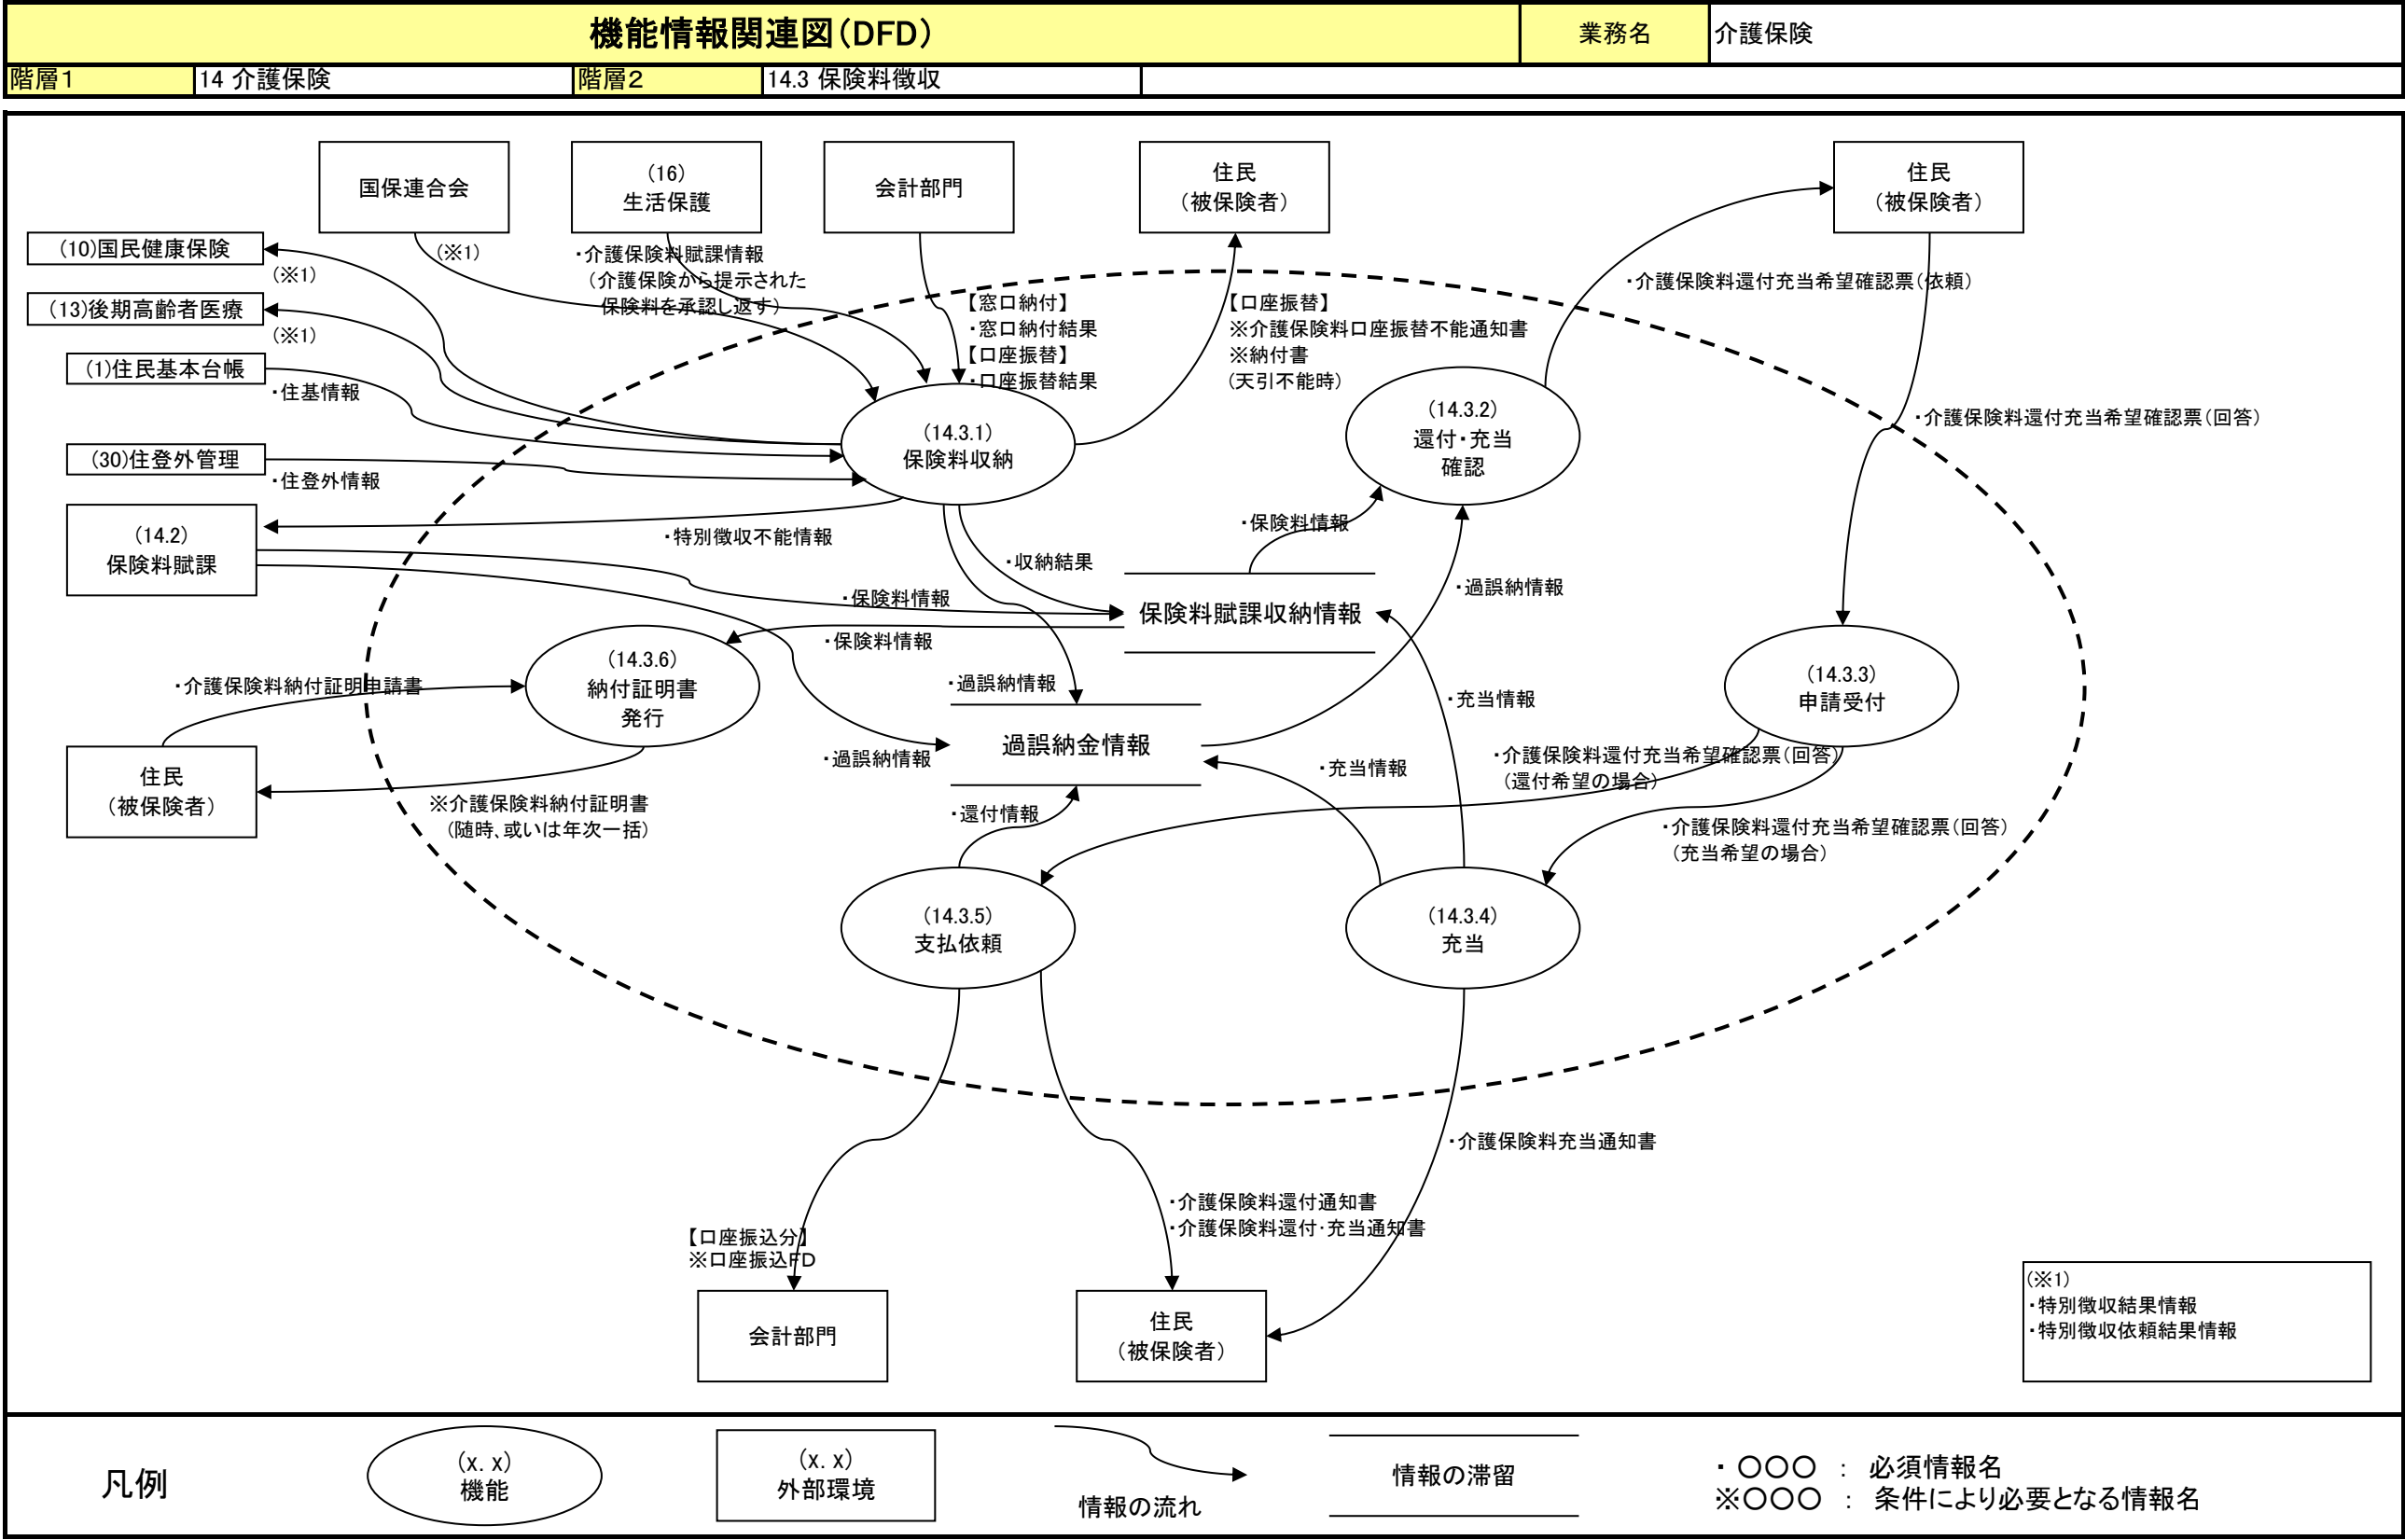 機能情報関連図(DFD)
業務名
介護保険
階層1
14 介護保険
階層2
14.3 保険料徴収
国保連合会
(16)
生活保護
会計部門
住民
(被保険者)
住民
(被保険者)
(10)国民健康保険
(※1)
(13)後期高齢者医療
(※1)
(1)住民基本台帳
・住基情報
(30)住登外管理
・住登外情報
(14.2)
保険料賦課
(※1)
・介護保険料賦課情報
(介護保険から提示された
保険料を承認し返す)
【窓口納付】
・窓口納付結果
【口座振替】
・口座振替結果
【口座振替】
※介護保険料口座振替不能通知書
※納付書
(天引不能時)
・介護保険料還付充当希望確認票(依頼)
・介護保険料還付充当希望確認票(回答)
(14.3.1)
保険料収納
(14.3.2)
還付・充当
確認
・特別徴収不能情報
・収納結果
・保険料情報
・過誤納情報
・保険料情報
保険料賦課収納情報
・保険料情報
(14.3.6)
納付証明書
発行
(14.3.3)
申請受付
・介護保険料納付証明申請書
・過誤納情報
・充当情報
過誤納金情報
・過誤納情報
・充当情報
・介護保険料還付充当希望確認票(回答)
(還付希望の場合)
住民
(被保険者)
※介護保険料納付証明書
(随時、或いは年次一括)
・還付情報
・介護保険料還付充当希望確認票(回答)
(充当希望の場合)
(14.3.5)
支払依頼
(14.3.4)
充当
・介護保険料充当通知書
・介護保険料還付通知書
・介護保険料還付・充当通知書
【口座振込分】
※口座振込FD
会計部門
住民
(被保険者)
(※1)
・特別徴収結果情報
・特別徴収依頼結果情報
凡例
(x. x)
機能
(x. x)
外部環境
情報の流れ
情報の滞留
・ 〇〇〇 : 必須情報名
※〇〇〇 : 条件により必要となる情報名